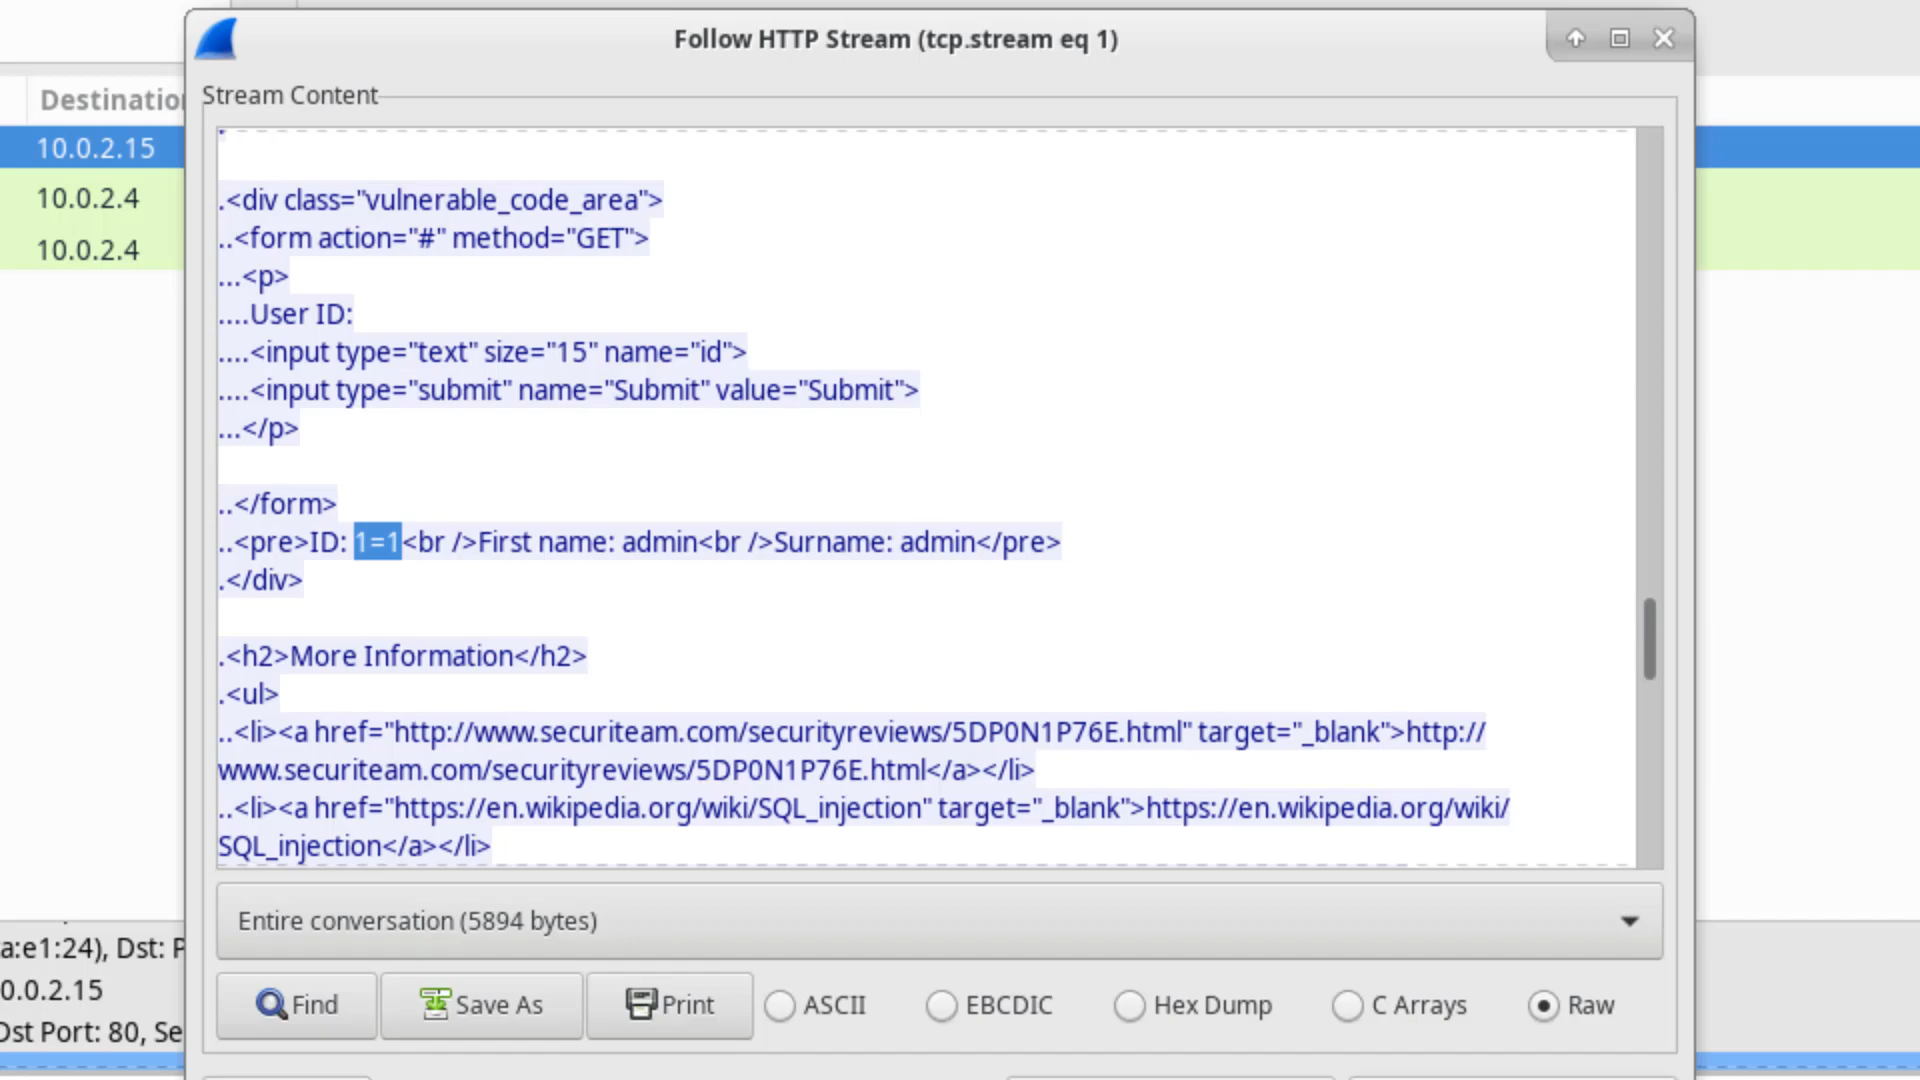 Follow HTTP Stream (tcp.stream eq 1)
Stream Content
Destination
10.0.2.15
10.0.2.4
10.0.2.4
.<div class="vulnerable_code_area">
..<form action="#" method="GET">
...<p>
....User ID:
....<input type="text" size="15" name="id">
....<input type="submit" name="Submit" value="Submit">
...</p>
..</form>
..<pre>ID: 1=1<br />First name: admin<br />Surname: admin</pre>
.</div>
.<h2>More Information</h2>
.<ul>
..<li><a href="http://www.securiteam.com/securityreviews/5DP0N1P76E.html" target="_blank">http://
www.securiteam.com/securityreviews/5DP0N1P76E.html</a></li>
..<li><a href="https://en.wikipedia.org/wiki/SQL_injection" target="_blank">https://en.wikipedia.org/wiki/
SQL_injection</a></li>
Entire conversation (5894 bytes)
a:e1:24), Dst: P
0.0.2.15
Dst Port: 80, Se
Find Save As Print ASCII EBCDIC Hex Dump C Arrays Raw